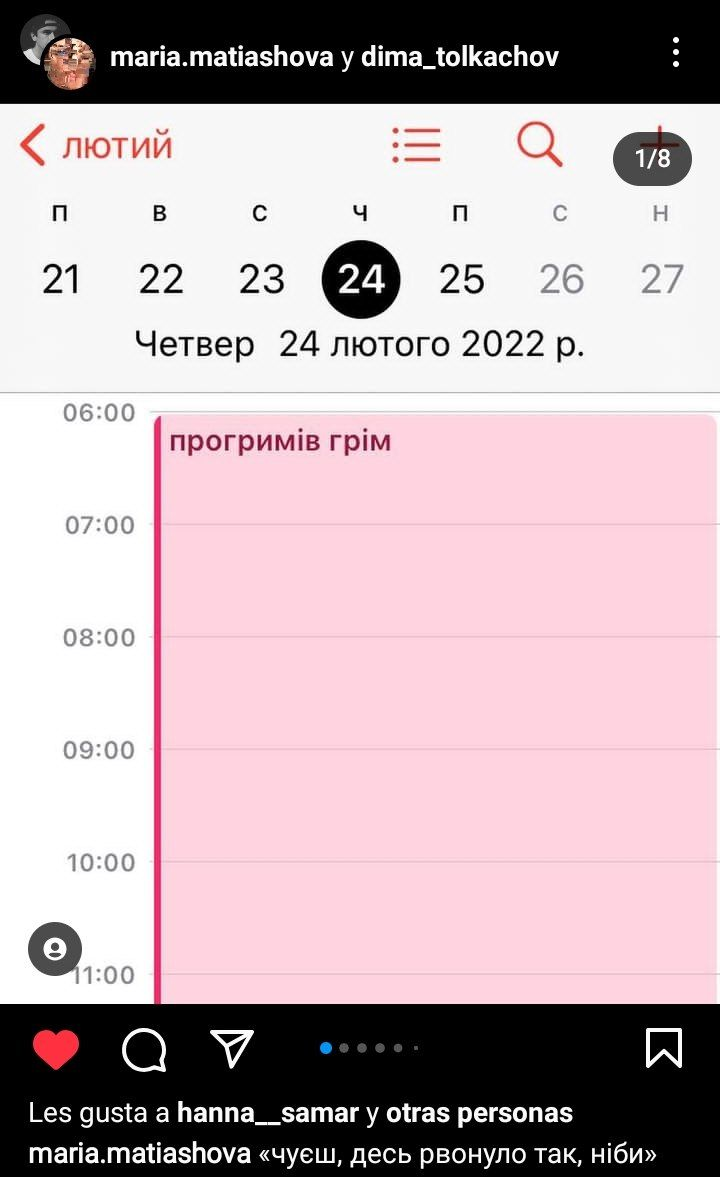 maria.matiashova y dima_tolkachov
лютий
1/8
п в с ч п с н
21 22 23 24 25 26 27
Четвер 24 лютого 2022 р.
06:00
прогримів грім
07:00
08:00
09:00
10:00
11:00
Les gusta a hanna__samar y otras personas
maria.matiashova «чуєш, десь рвонуло так, ніби»